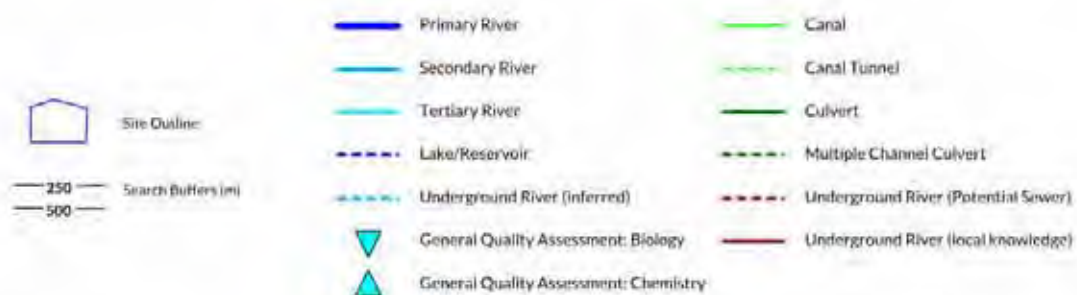 Site Outline
250
Search Buffers (m)
500
Primary River
Secondary River
Tertiary River
Lake/Reservoir
Underground River (inferred)
General Quality Assessment: Biology
General Quality Assessment: Chemistry
Canal
Canal Tunnel
Culvert
Multiple Channel Culvert
Underground River (Potential Sewer)
Underground River (local knowledge)